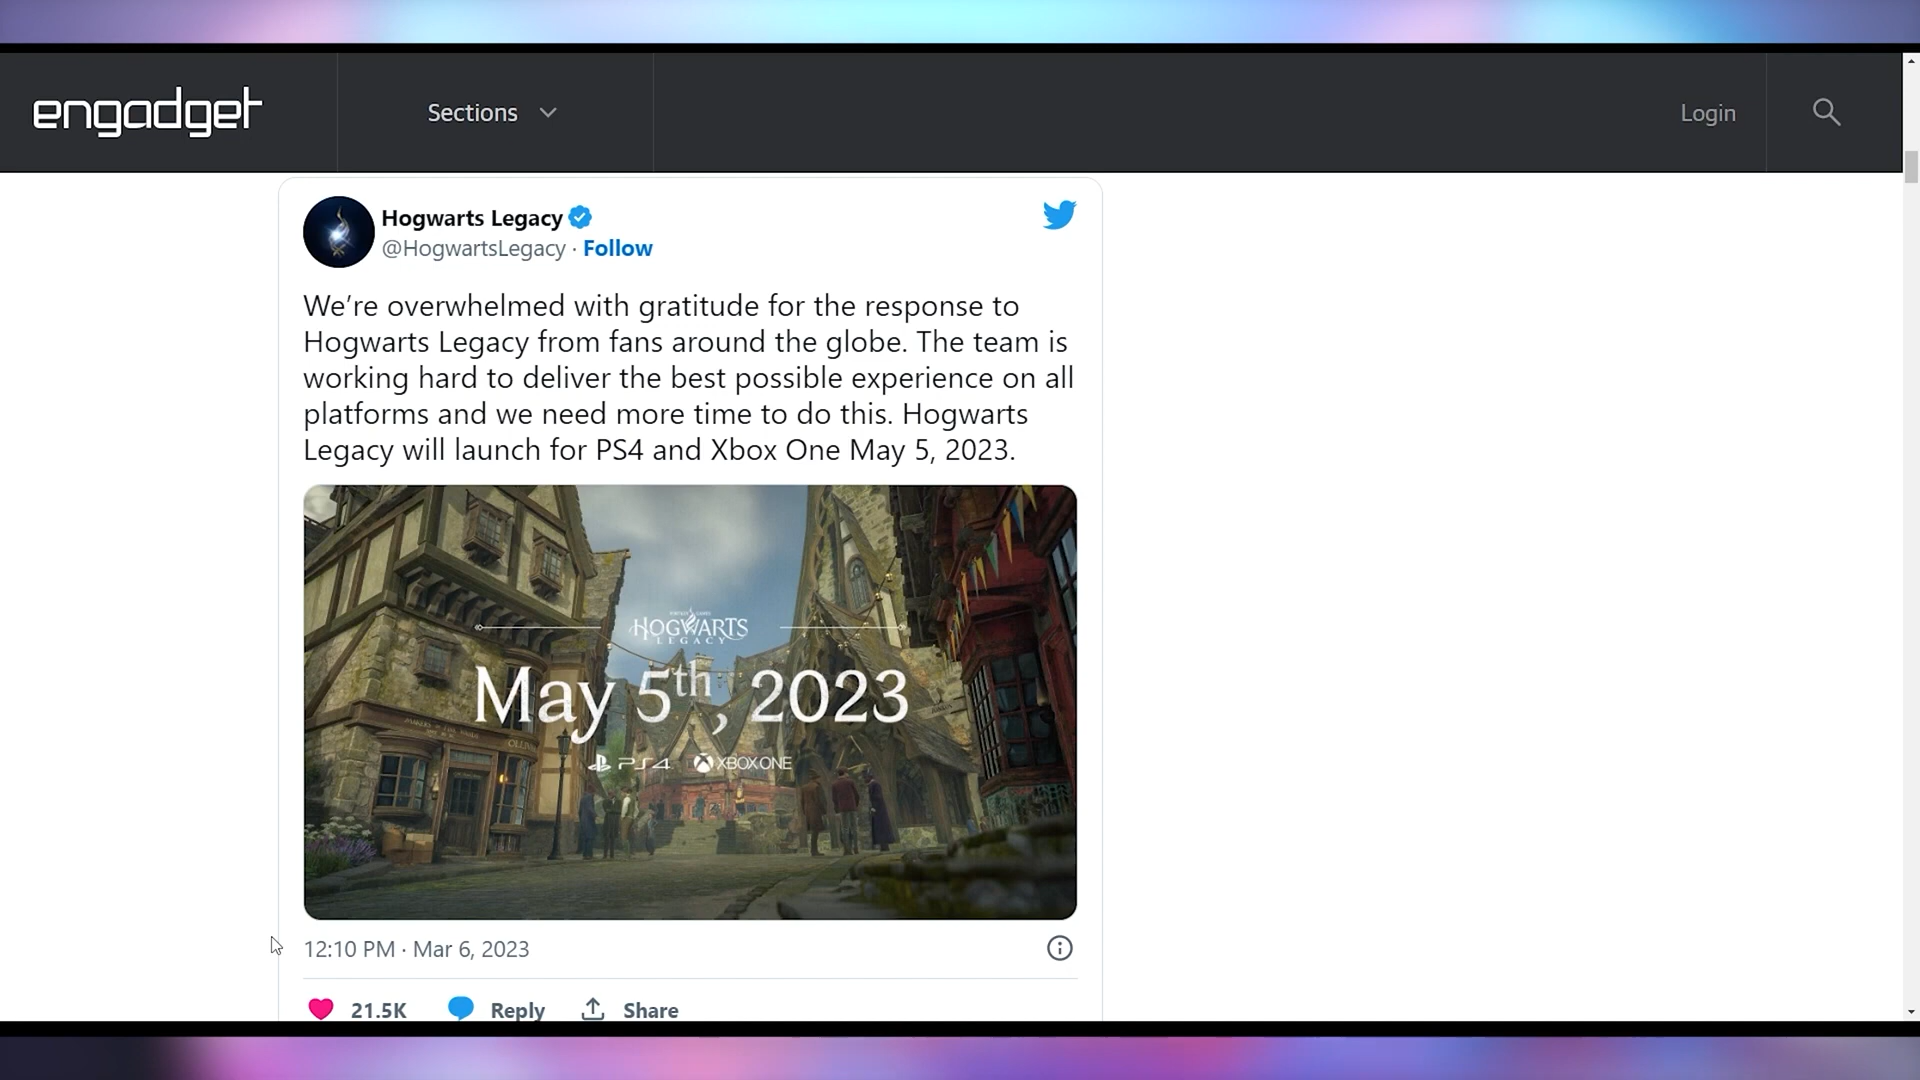 engadget
Sections
Login
Hogwarts Legacy
@HogwartsLegacy · Follow
We’re overwhelmed with gratitude for the response to
Hogwarts Legacy from fans around the globe. The team is
working hard to deliver the best possible experience on all
platforms and we need more time to do this. Hogwarts
Legacy will launch for PS4 and Xbox One May 5, 2023.
HOGWARTS
LEGACY
May 5th, 2023
PS4 XBOX ONE
12:10 PM · Mar 6, 2023
21.5K Reply Share